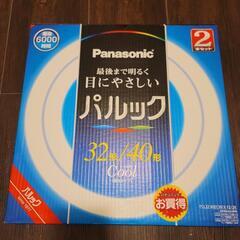 Panasonic
2
本セット
6000
最後まで明るく
目にやさしい
パルック
32形/40形
Cool
パルック
お買得